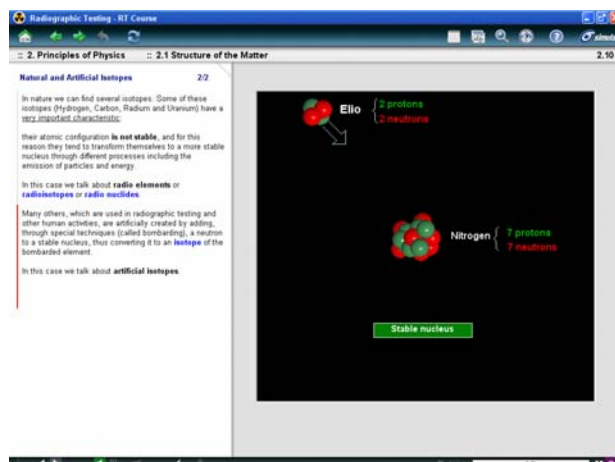 Radiographic Testing - RT Course
:: 2. Principles of Physics :: 2.1 Structure of the Matter 2.10
Natural and Artificial Isotopes 2/2
In nature we can find several isotopes. Some of these
isotopes (Hydrogen, Carbon, Radium and Uranium) have a
very important characteristic:
their atomic configuration is not stable, and for this
reason they tend to transform themselves to a more stable
nucleus through different processes including the
emission of particles and energy.
In this case we talk about radio elements or
radioisotopes or radio nuclides.
Many others, which are used in radiographic testing and
other human activities, are artificially created by adding,
through special techniques (called bombarding), a neutron
to a stable nucleus, thus converting it to an isotope of the
bombarded element.
In this case we talk about artificial isotopes
Elio
2 protons
2 neutrons
Nitrogen
7 protons
7 neutrons
Stable nucleus